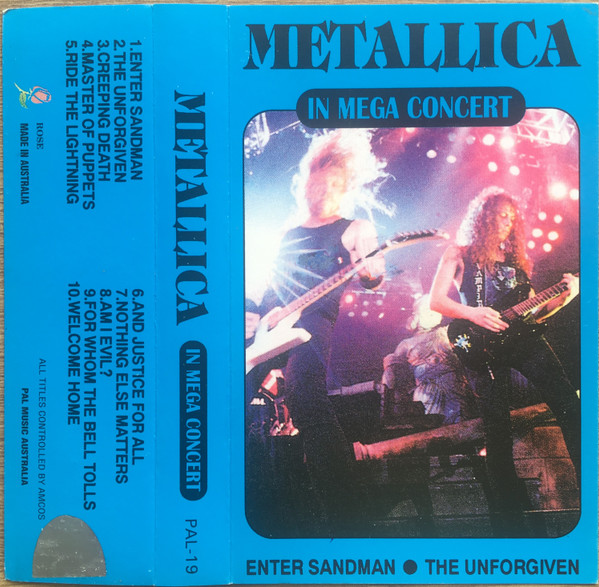 METALLICA
IN MEGA CONCERT
ENTER SANDMAN ● THE UNFORGIVEN
METALLICA
IN MEGA CONCERT
PAL-19
1.ENTER SANDMAN
2.THE UNFORGIVEN
3.CREEPING DEATH
4.MASTER OF PUPPETS
5.RIDE THE LIGHTNING
6.AND JUSTICE FOR ALL
7.NOTHING ELSE MATTERS
8.AM I EVIL?
9.FOR WHOM THE BELL TOLLS
10.WELCOME HOME
ROSE
MADE IN AUSTRALIA
ALL TITLES CONTROLLED BY AMCOS
PAL MUSIC AUSTRALIA